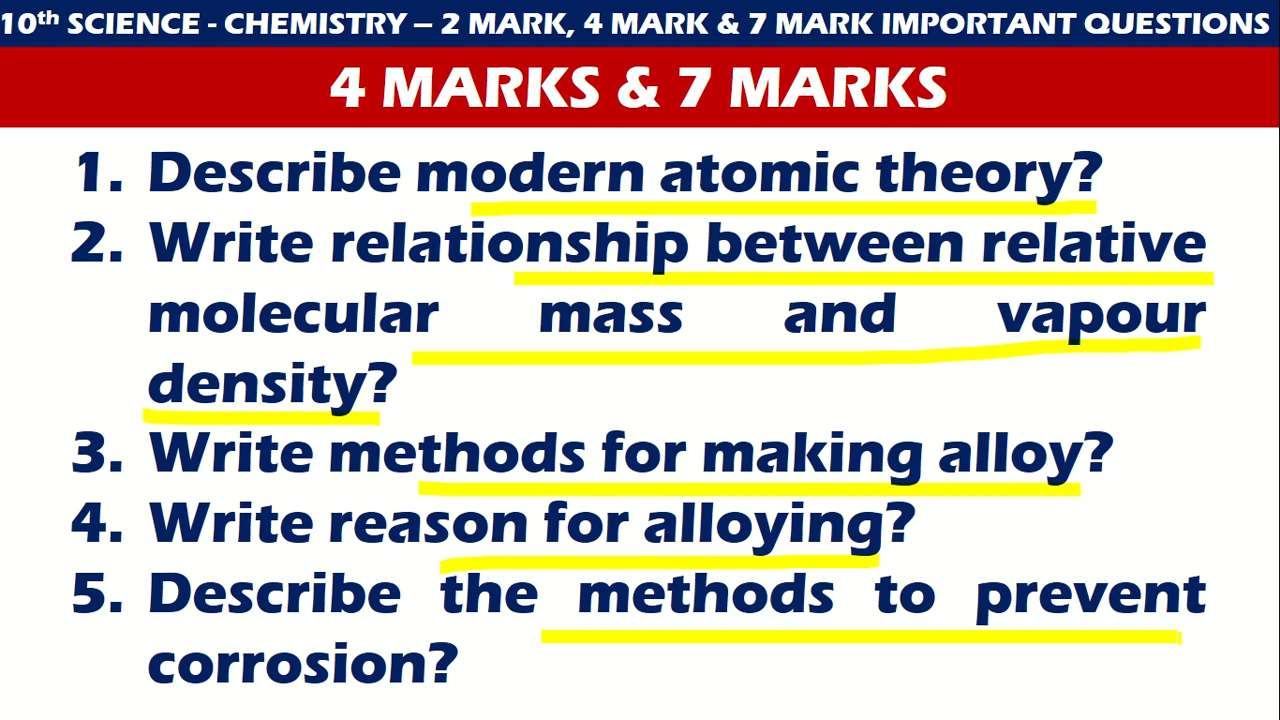 10th SCIENCE - CHEMISTRY – 2 MARK, 4 MARK & 7 MARK IMPORTANT QUESTIONS
4 MARKS & 7 MARKS
1. Describe modern atomic theory?
2. Write relationship between relative
molecular mass and vapour
density?
3. Write methods for making alloy?
4. Write reason for alloying?
5. Describe the methods to prevent
corrosion?